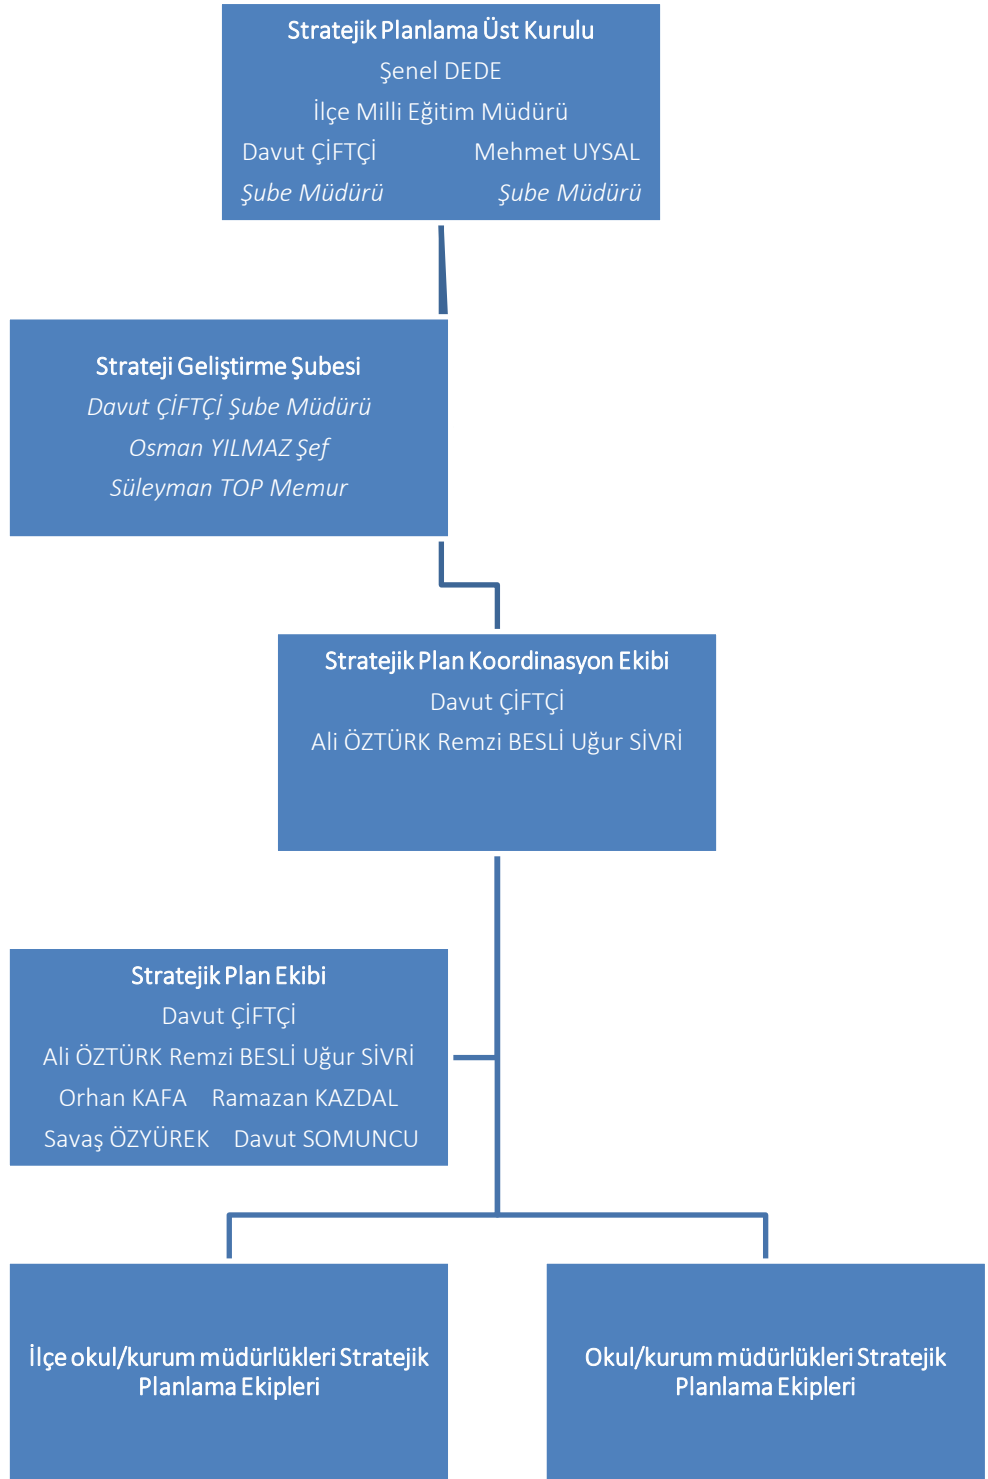 Stratejik Planlama Üst Kurulu
Şenel DEDE
İlçe Milli Eğitim Müdürü
Davut ÇİFTÇİ Mehmet UYSAL
Şube Müdürü Şube Müdürü
Strateji Geliştirme Şubesi
Davut ÇİFTÇİ Şube Müdürü
Osman YILMAZ Şef
Süleyman TOP Memur
Stratejik Plan Koordinasyon Ekibi
Davut ÇİFTÇİ
Ali ÖZTÜRK Remzi BESLİ Uğur SİVRİ
Stratejik Plan Ekibi
Davut ÇİFTÇİ
Ali ÖZTÜRK Remzi BESLİ Uğur SİVRİ
Orhan KAFA Ramazan KAZDAL
Savaş ÖZYÜREK Davut SOMUNCU
İlçe okul/kurum müdürlükleri Stratejik
Planlama Ekipleri
Okul/kurum müdürlükleri Stratejik
Planlama Ekipleri